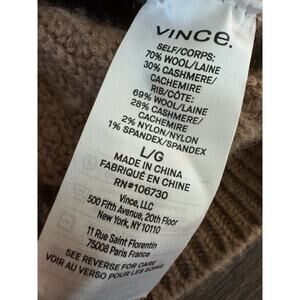 VINCE.
SELF/CORPS:
70% WOOL/LAINE
30% CASHMERE/
CACHEMIRE
RIB/CÔTE:
69% WOOL/LAINE
28% CASHMERE/
CACHEMIRE
2% NYLON/NYLON
1% SPANDEX/SPANDEX
L/G
MADE IN CHINA
FABRIQUÉ EN CHINE
RN#106730
Vince, LLC
500 Fifth Avenue, 20th Floor
New York, NY 10110
11 Rue Saint Florentin
75008 Paris France
SEE REVERSE FOR CARE
VOIR AU VERSO POUR LES SOINS